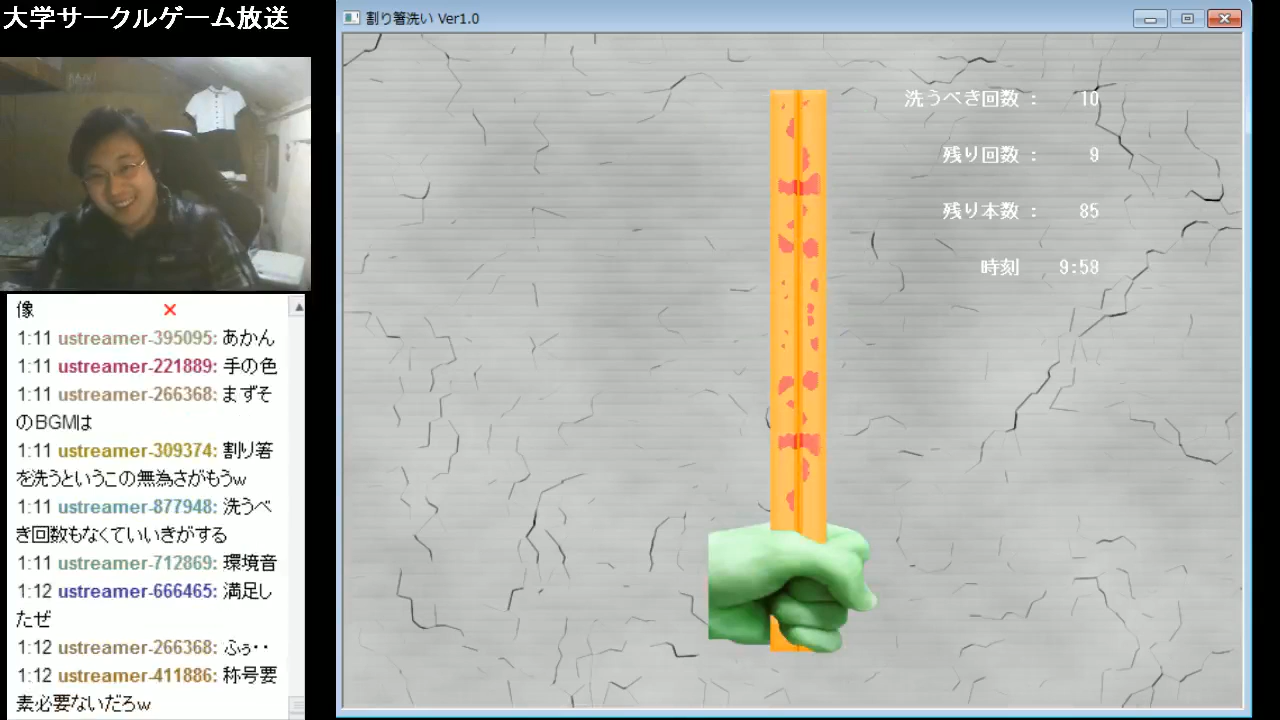 大学サークルゲーム放送
割り箸洗い Ver1.0
洗うべき回数 : 10
残り回数 : 9
残り本数 : 85
時刻 9:58
像
1:11 ustreamer-395095: あかん
1:11 ustreamer-221889: 手の色
1:11 ustreamer-266368: まずそ
のBGMは
1:11 ustreamer-309374: 割り箸
を洗うというこの無為さがもうw
1:11 ustreamer-877948: 洗うべ
き回数もなくていいきがする
1:11 ustreamer-712869: 環境音
1:12 ustreamer-666465: 満足し
たぜ
1:12 ustreamer-266368: ふぅ・・
1:12 ustreamer-411886: 称号要
素必要ないだろw